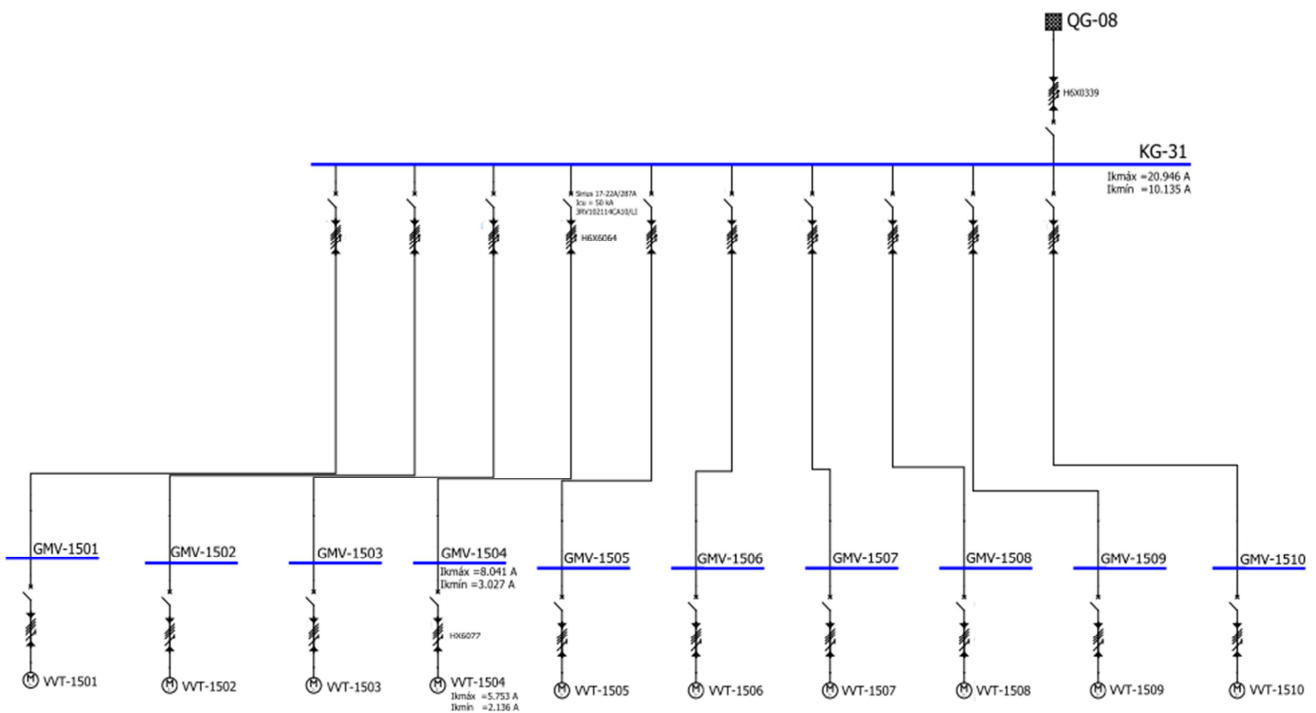 QG-08
H6X0339
KG-31
Ikmáx =20.946 A
Ikmín =10.135 A
Sirius 17-22A/287A
Icu = 50 kA
3RV102114CA10/LI
H6X6064
GMV-1501
GMV-1502
GMV-1503
GMV-1504
Ikmáx =8.041 A
Ikmín =3.027 A
GMV-1505
GMV-1506
GMV-1507
GMV-1508
GMV-1509
GMV-1510
HX6077
VVT-1501
VVT-1502
VVT-1503
VVT-1504
Ikmáx =5.753 A
Ikmín =2.136 A
VVT-1505
VVT-1506
VVT-1507
VVT-1508
VVT-1509
VVT-1510
M
M
M
M
M
M
M
M
M
M